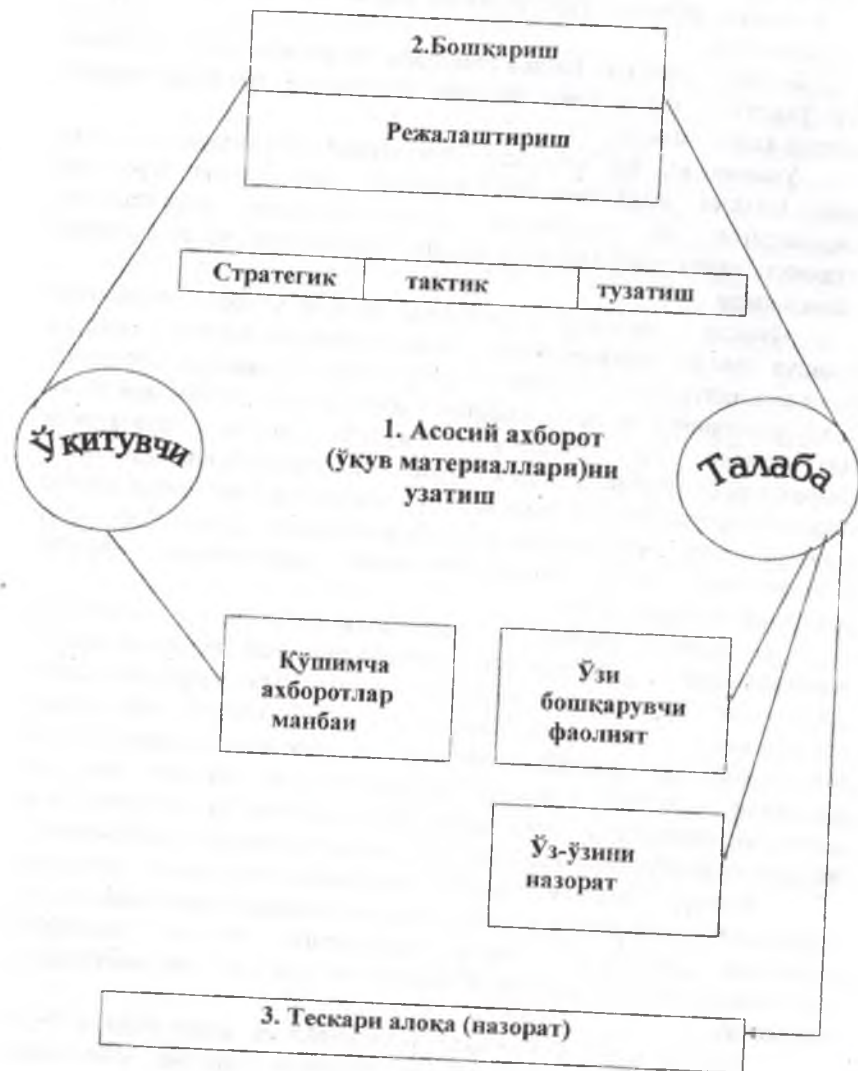 2.Бошқариш
Режалаштириш
Стратегик тактик тузатиш
Ўқитувчи
1. Асосий ахборот
(ўқув материаллари)ни
узатиш
Талаба
Қўшимча
ахборотлар
манбаи
Ўзи
бошқарувчи
фаолият
Ўз-ўзини
назорат
3. Тескари алоқа (назорат)